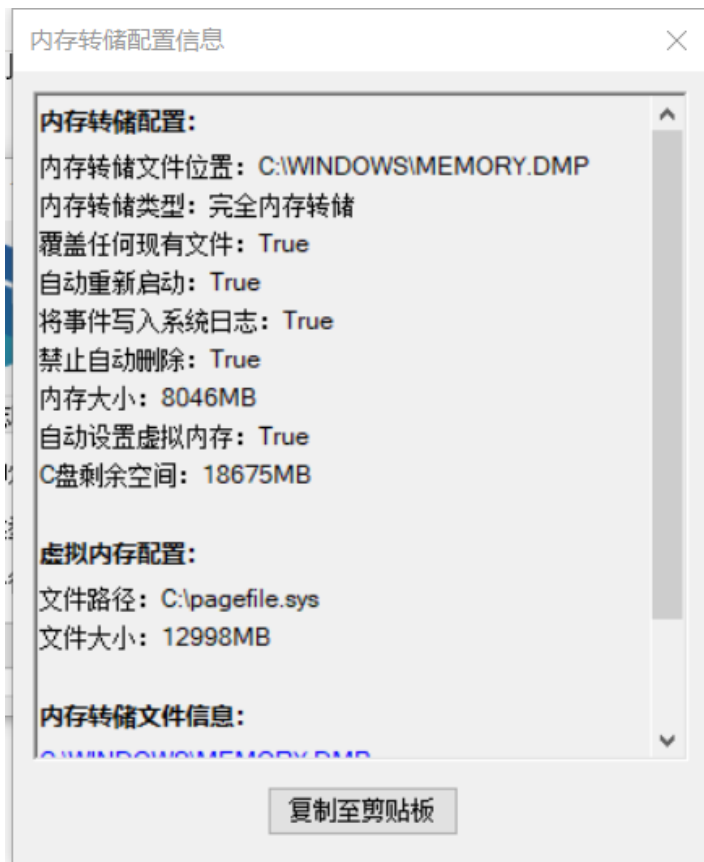 内存转储配置信息
内存转储配置：
内存转储文件位置：C:\WINDOWS\MEMORY.DMP
内存转储类型：完全内存转储
覆盖任何现有文件：True
自动重新启动：True
将事件写入系统日志：True
禁止自动删除：True
内存大小：8046MB
自动设置虚拟内存：True
C盘剩余空间：18675MB
虚拟内存配置：
文件路径：C:\pagefile.sys
文件大小：12998MB
内存转储文件信息：
C:\WINDOWS\MEMORY.DMP
复制至剪贴板